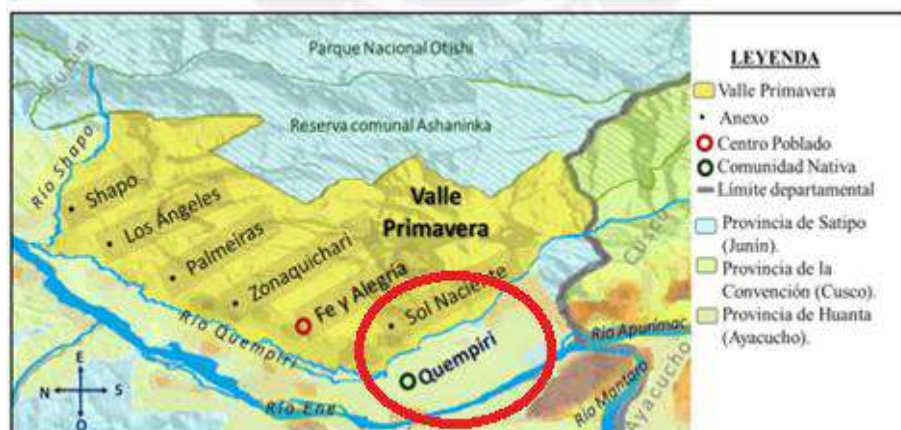 Parque Nacional Otishi
Reserva comunal Ashaninka
Junín
Río Shapo
Shapo
Los Ángeles
Palmeiras
Zonaquichari
Fe y Alegría
Sol Naciente
Valle
Primavera
Cusco
Río Quempiri
Quempiri
Río Ene
Río Apurímac
Río Mantaro
Ayacucho
E
N
S
O
LEYENDA
Valle Primavera
Anexo
Centro Poblado
Comunidad Nativa
Límite departamental
Provincia de Satipo
(Junín).
Provincia de la
Convención (Cusco).
Provincia de Huanta
(Ayacucho).